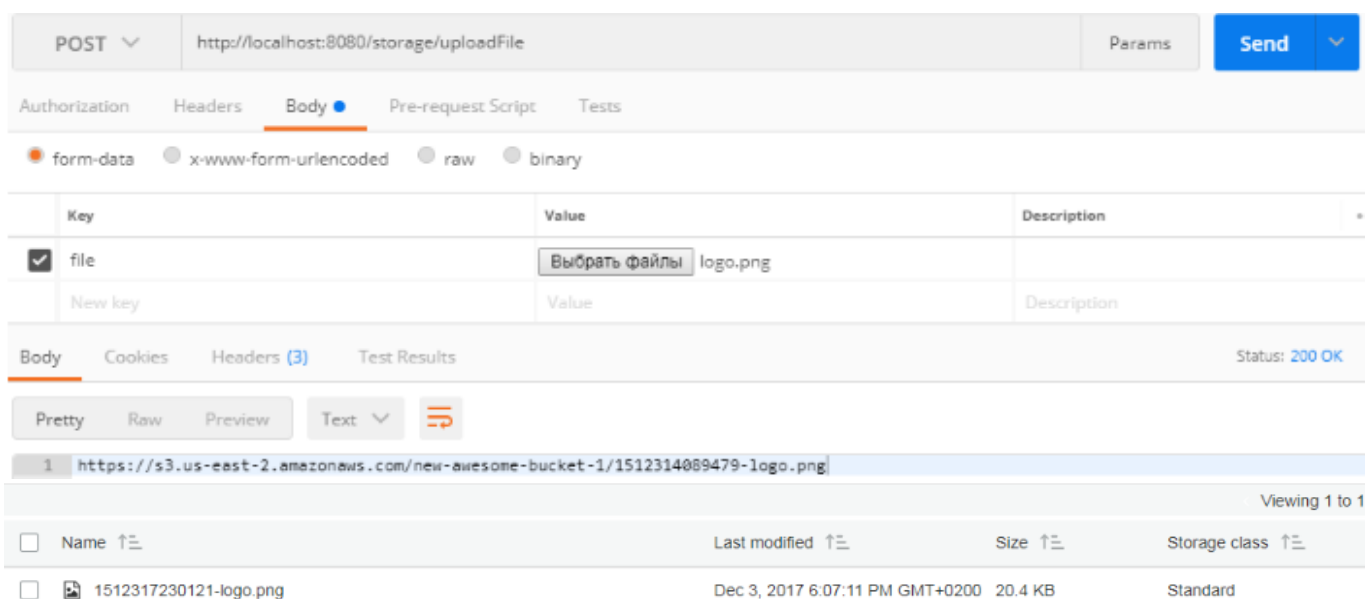 POST http://localhost:8080/storage/uploadFile Params Send
Authorization Headers Body Pre-request Script Tests
form-data x-www-form-urlencoded raw binary
Key Value Description
file Выбрать файлы logo.png
New key Value Description
Body Cookies Headers (3) Test Results Status: 200 OK
Pretty Raw Preview Text
1 https://s3.us-east-2.amazonaws.com/new-awesome-bucket-1/1512314089479-logo.png
Viewing 1 to 1
Name Last modified Size Storage class
1512317230121-logo.png Dec 3, 2017 6:07:11 PM GMT+0200 20.4 KB Standard